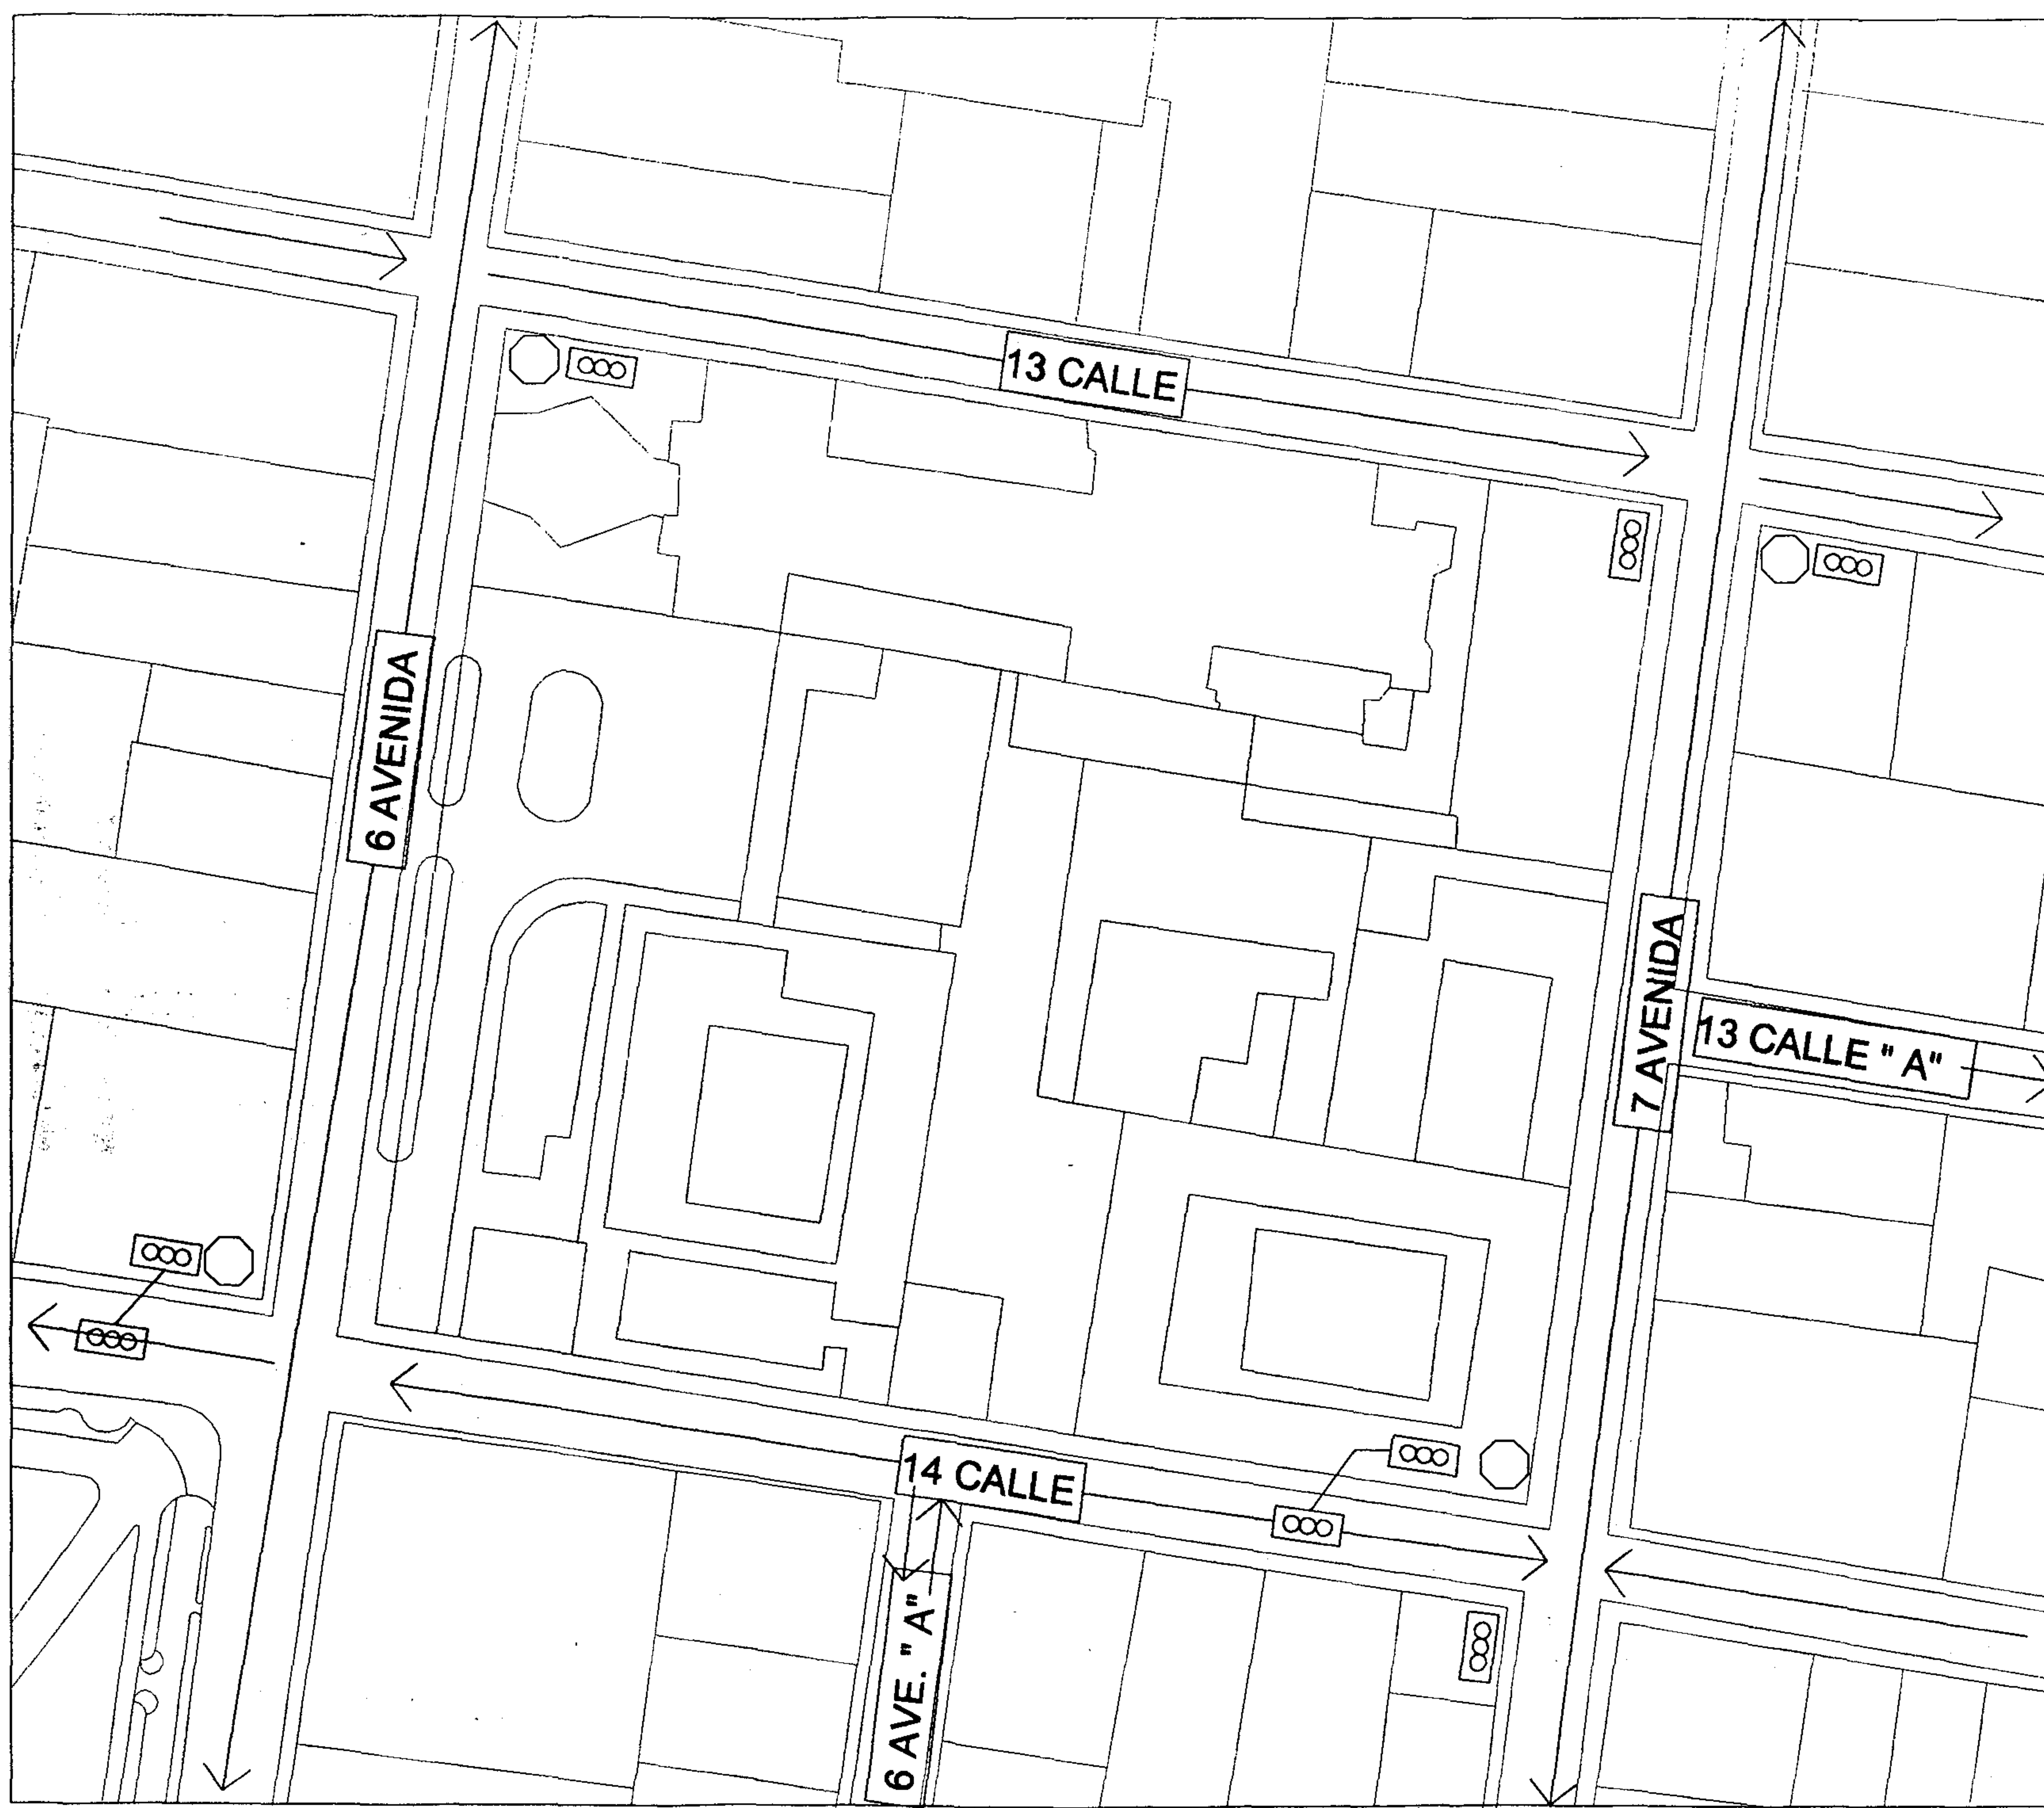 13 CALLE
6 AVENIDA
7 AVENIDA
13 CALLE " A"
14 CALLE
6 AVE. " A"